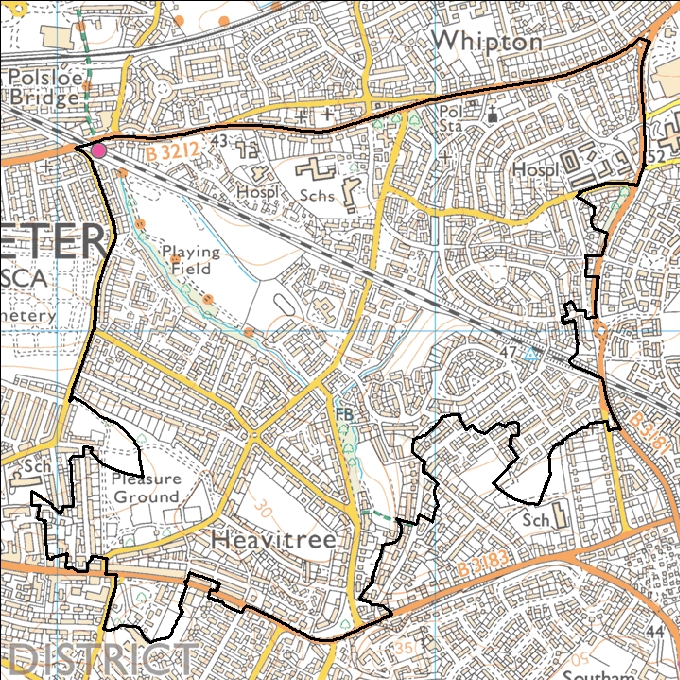 Whipton
Polsloe
Bridge
Pol
Sta
43
B 3212
52
Hospl
Hospl
Schs
ETER
Playing
Field
SCA
metery
47
FB
B 3181
Sch
Pleasure
Ground
30
Sch
Heavitree
B 3183
44
35
50
DISTRICT
Southam